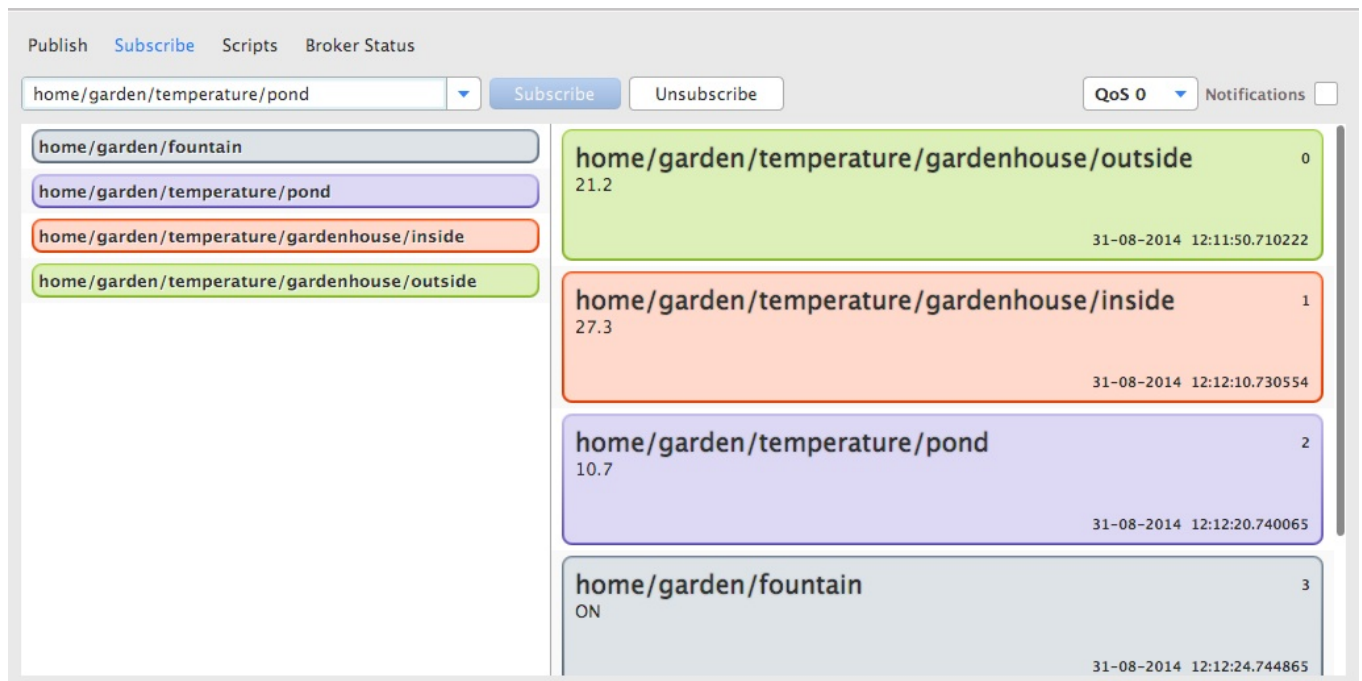 Publish Subscribe Scripts Broker Status
home/garden/temperature/pond Subscribe Unsubscribe QoS 0 Notifications
home/garden/fountain
home/garden/temperature/pond
home/garden/temperature/gardenhouse/inside
home/garden/temperature/gardenhouse/outside
home/garden/temperature/gardenhouse/outside 0
21.2
31-08-2014 12:11:50.710222
home/garden/temperature/gardenhouse/inside 1
27.3
31-08-2014 12:12:10.730554
home/garden/temperature/pond 2
10.7
31-08-2014 12:12:20.740065
home/garden/fountain 3
ON
31-08-2014 12:12:24.744865